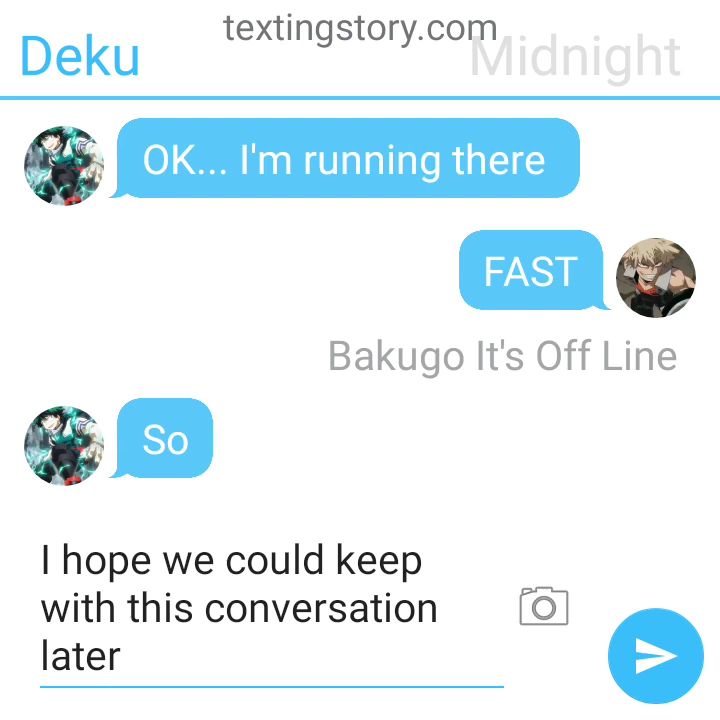 textingstory.com
Deku
Midnight
OK... I'm running there
FAST
Bakugo It's Off Line
So
I hope we could keep
with this conversation
later